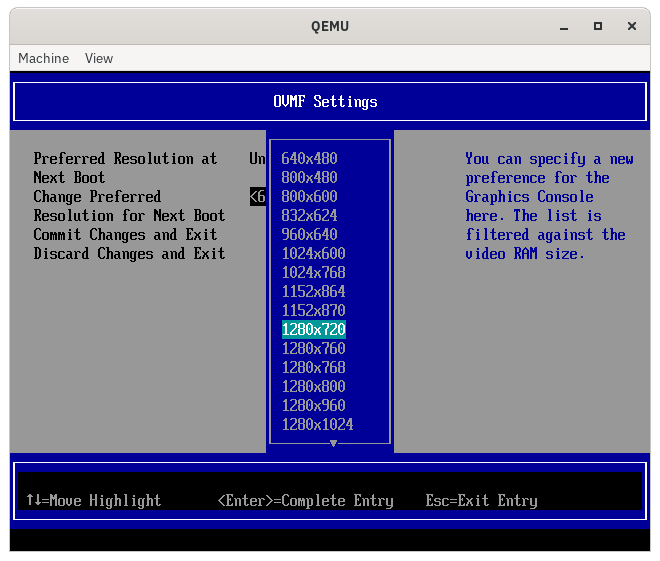 QEMU
Machine View
OVMF Settings
Preferred Resolution at Un
Next Boot
Change Preferred <6
Resolution for Next Boot
Commit Changes and Exit
Discard Changes and Exit
640x480
800x480
800x600
832x624
960x640
1024x600
1024x768
1152x864
1152x870
1280x720
1280x760
1280x768
1280x800
1280x960
1280x1024
You can specify a new
preference for the
Graphics Console
here. The list is
filtered against the
video RAM size.
↑↓=Move Highlight <Enter>=Complete Entry Esc=Exit Entry